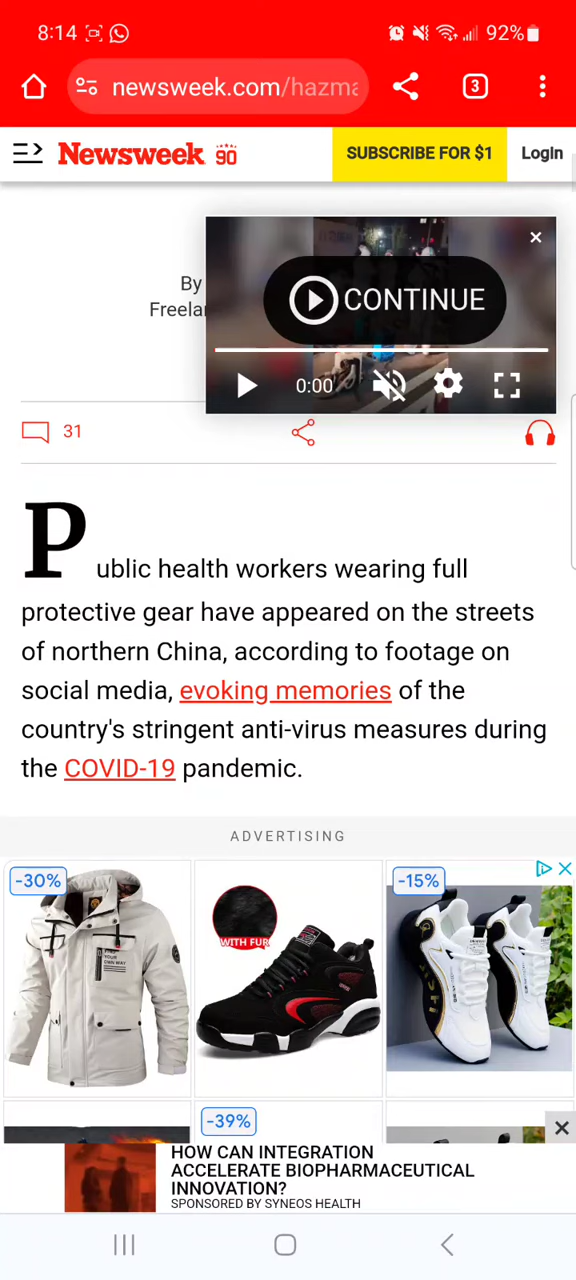 8:14
92%
newsweek.com/hazma
3
Newsweek 90
SUBSCRIBE FOR $1
Login
By
Freelan
CONTINUE
0:00
31
Public health workers wearing full
protective gear have appeared on the streets
of northern China, according to footage on
social media, evoking memories of the
country's stringent anti-virus measures during
the COVID-19 pandemic.
ADVERTISING
-30%
WITH FUR
-15%
YOUR
OWN WAY
-39%
HOW CAN INTEGRATION
ACCELERATE BIOPHARMACEUTICAL
INNOVATION?
SPONSORED BY SYNEOS HEALTH